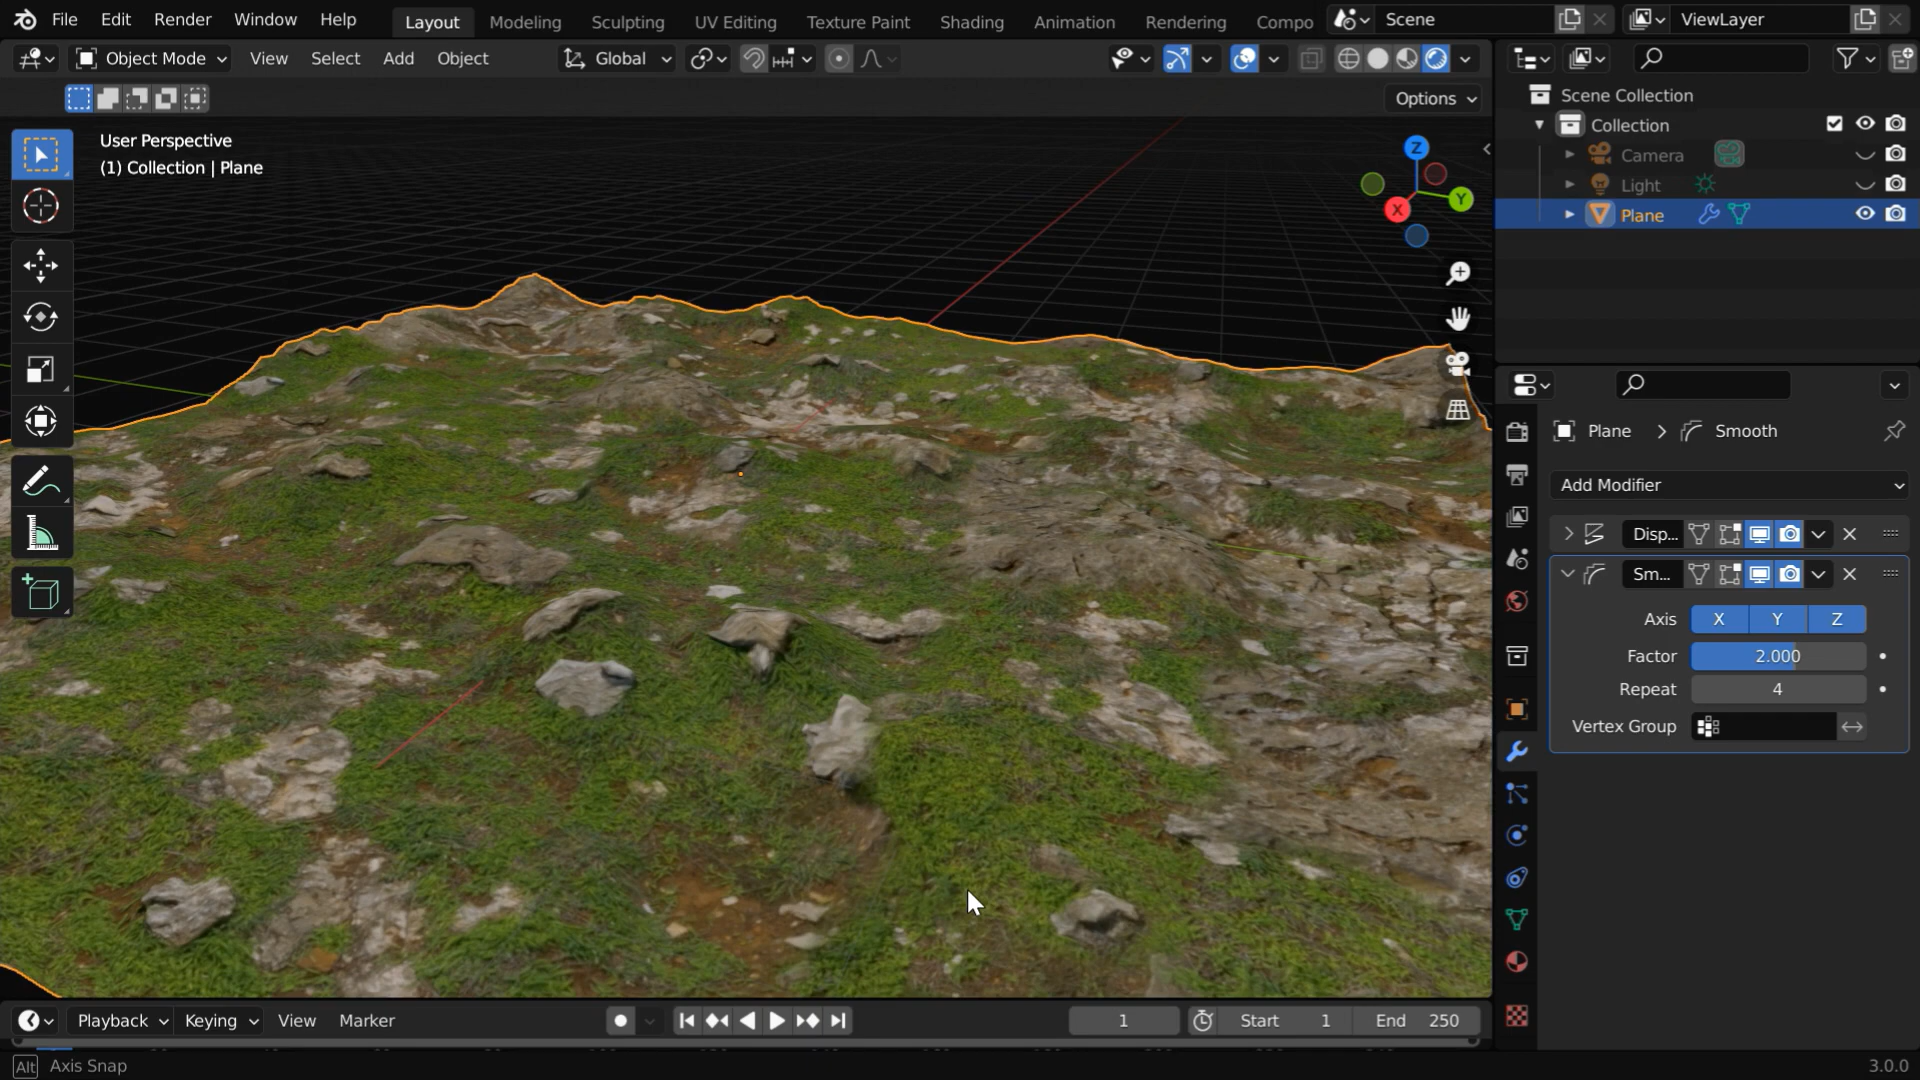 File Edit Render Window Help Layout Modeling Sculpting UV Editing Texture Paint Shading Animation Rendering Compo Scene ViewLayer
Object Mode View Select Add Object Global
Options
User Perspective
(1) Collection | Plane
Z
Y
X
Scene Collection
Collection
Camera
Light
Plane
Plane > Smooth
Add Modifier
Disp...
Sm...
Axis X Y Z
Factor 2.000
Repeat 4
Vertex Group
Playback Keying View Marker 1 Start 1 End 250
Alt Axis Snap 3.0.0